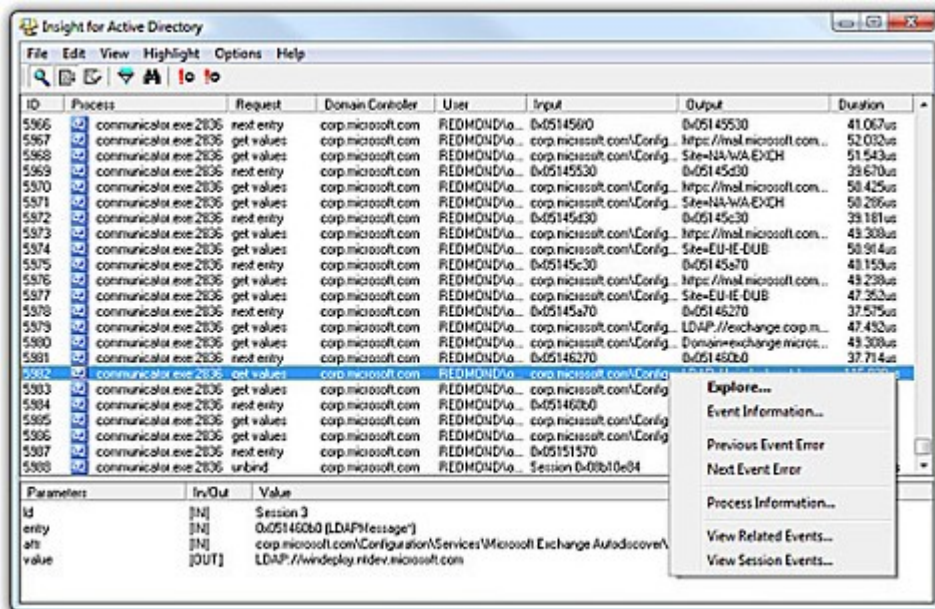 Insight for Active Directory
File Edit View Highlight Options Help
ID Process Request Domain Controller User Input Output Duration
5966 communicator.exe:2836 next entry corp.microsoft.com REDMOND\o... 0x051456f0 0x05145530 41.067us
5967 communicator.exe:2836 get values corp.microsoft.com REDMOND\o... corp.microsoft.com\Config... https://mail.microsoft.com... 52.032us
5968 communicator.exe:2836 get values corp.microsoft.com REDMOND\o... corp.microsoft.com\Config... Site=NA-WA-EXCH 51.543us
5969 communicator.exe:2836 next entry corp.microsoft.com REDMOND\o... 0x05145530 0x05145d30 39.670us
5970 communicator.exe:2836 get values corp.microsoft.com REDMOND\o... corp.microsoft.com\Config... https://mail.microsoft.com... 50.425us
5971 communicator.exe:2836 get values corp.microsoft.com REDMOND\o... corp.microsoft.com\Config... Site=NA-WA-EXCH 50.286us
5972 communicator.exe:2836 next entry corp.microsoft.com REDMOND\o... 0x05145d30 0x05145c30 39.181us
5973 communicator.exe:2836 get values corp.microsoft.com REDMOND\o... corp.microsoft.com\Config... https://mail.microsoft.com... 49.308us
5974 communicator.exe:2836 get values corp.microsoft.com REDMOND\o... corp.microsoft.com\Config... Site=EU-IE-DUB 50.914us
5975 communicator.exe:2836 next entry corp.microsoft.com REDMOND\o... 0x05145c30 0x05145a70 40.159us
5976 communicator.exe:2836 get values corp.microsoft.com REDMOND\o... corp.microsoft.com\Config... https://mail.microsoft.com... 49.238us
5977 communicator.exe:2836 get values corp.microsoft.com REDMOND\o... corp.microsoft.com\Config... Site=EU-IE-DUB 47.352us
5978 communicator.exe:2836 next entry corp.microsoft.com REDMOND\o... 0x05145a70 0x05146270 37.575us
5979 communicator.exe:2836 get values corp.microsoft.com REDMOND\o... corp.microsoft.com\Config... LDAP://exchange.corp.m... 47.492us
5980 communicator.exe:2836 get values corp.microsoft.com REDMOND\o... corp.microsoft.com\Config... Domain=exchange.micros... 49.308us
5981 communicator.exe:2836 next entry corp.microsoft.com REDMOND\o... 0x05146270 0x051460b0 37.714us
5982 communicator.exe:2836 get values corp.microsoft.com REDMOND\o... corp.microsoft.com\Config
5983 communicator.exe:2836 get values corp.microsoft.com REDMOND\o... corp.microsoft.com\Config
5984 communicator.exe:2836 next entry corp.microsoft.com REDMOND\o... 0x051460b0
5985 communicator.exe:2836 get values corp.microsoft.com REDMOND\o... corp.microsoft.com\Config
5986 communicator.exe:2836 get values corp.microsoft.com REDMOND\o... corp.microsoft.com\Config
5987 communicator.exe:2836 next entry corp.microsoft.com REDMOND\o... 0x05151570
5988 communicator.exe:2836 unbind corp.microsoft.com REDMOND\o... Session 0x08b10e84
Explore...
Event Information...
Previous Event Error
Next Event Error
Process Information...
View Related Events...
View Session Events...
Parameters In/Out Value
Id [IN] Session 3
entry [IN] 0x051460b0 (LDAPMessage*)
attr [IN] corp.microsoft.com\Configuration\Services\Microsoft Exchange Autodiscover\
value [OUT] LDAP://windeploy.ntdev.microsoft.com